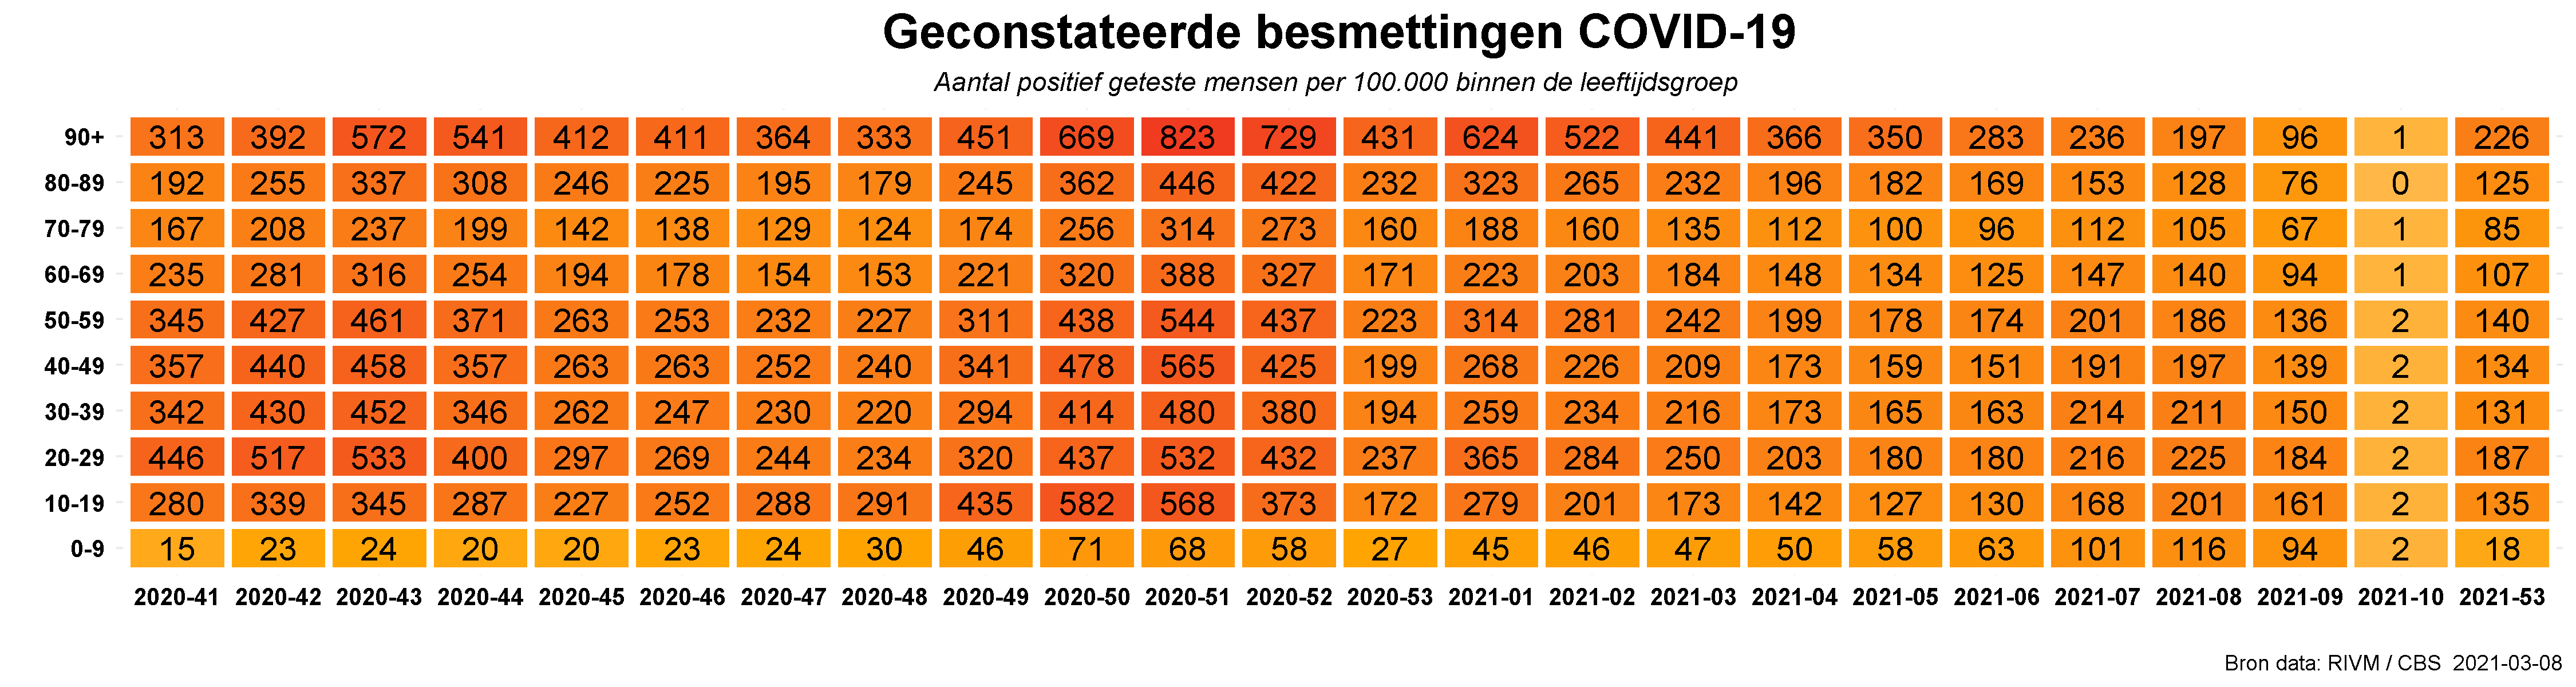 Geconstateerde besmettingen COVID-19
Aantal positief geteste mensen per 100.000 binnen de leeftijdsgroep
90+ 313 392 572 541 412 411 364 333 451 669 823 729 431 624 522 441 366 350 283 236 197 96 1 226
80-89 192 255 337 308 246 225 195 179 245 362 446 422 232 323 265 232 196 182 169 153 128 76 0 125
70-79 167 208 237 199 142 138 129 124 174 256 314 273 160 188 160 135 112 100 96 112 105 67 1 85
60-69 235 281 316 254 194 178 154 153 221 320 388 327 171 223 203 184 148 134 125 147 140 94 1 107
50-59 345 427 461 371 263 253 232 227 311 438 544 437 223 314 281 242 199 178 174 201 186 136 2 140
40-49 357 440 458 357 263 263 252 240 341 478 565 425 199 268 226 209 173 159 151 191 197 139 2 134
30-39 342 430 452 346 262 247 230 220 294 414 480 380 194 259 234 216 173 165 163 214 211 150 2 131
20-29 446 517 533 400 297 269 244 234 320 437 532 432 237 365 284 250 203 180 180 216 225 184 2 187
10-19 280 339 345 287 227 252 288 291 435 582 568 373 172 279 201 173 142 127 130 168 201 161 2 135
0-9 15 23 24 20 20 23 24 30 46 71 68 58 27 45 46 47 50 58 63 101 116 94 2 18
2020-41 2020-42 2020-43 2020-44 2020-45 2020-46 2020-47 2020-48 2020-49 2020-50 2020-51 2020-52 2020-53 2021-01 2021-02 2021-03 2021-04 2021-05 2021-06 2021-07 2021-08 2021-09 2021-10 2021-53
Bron data: RIVM / CBS 2021-03-08